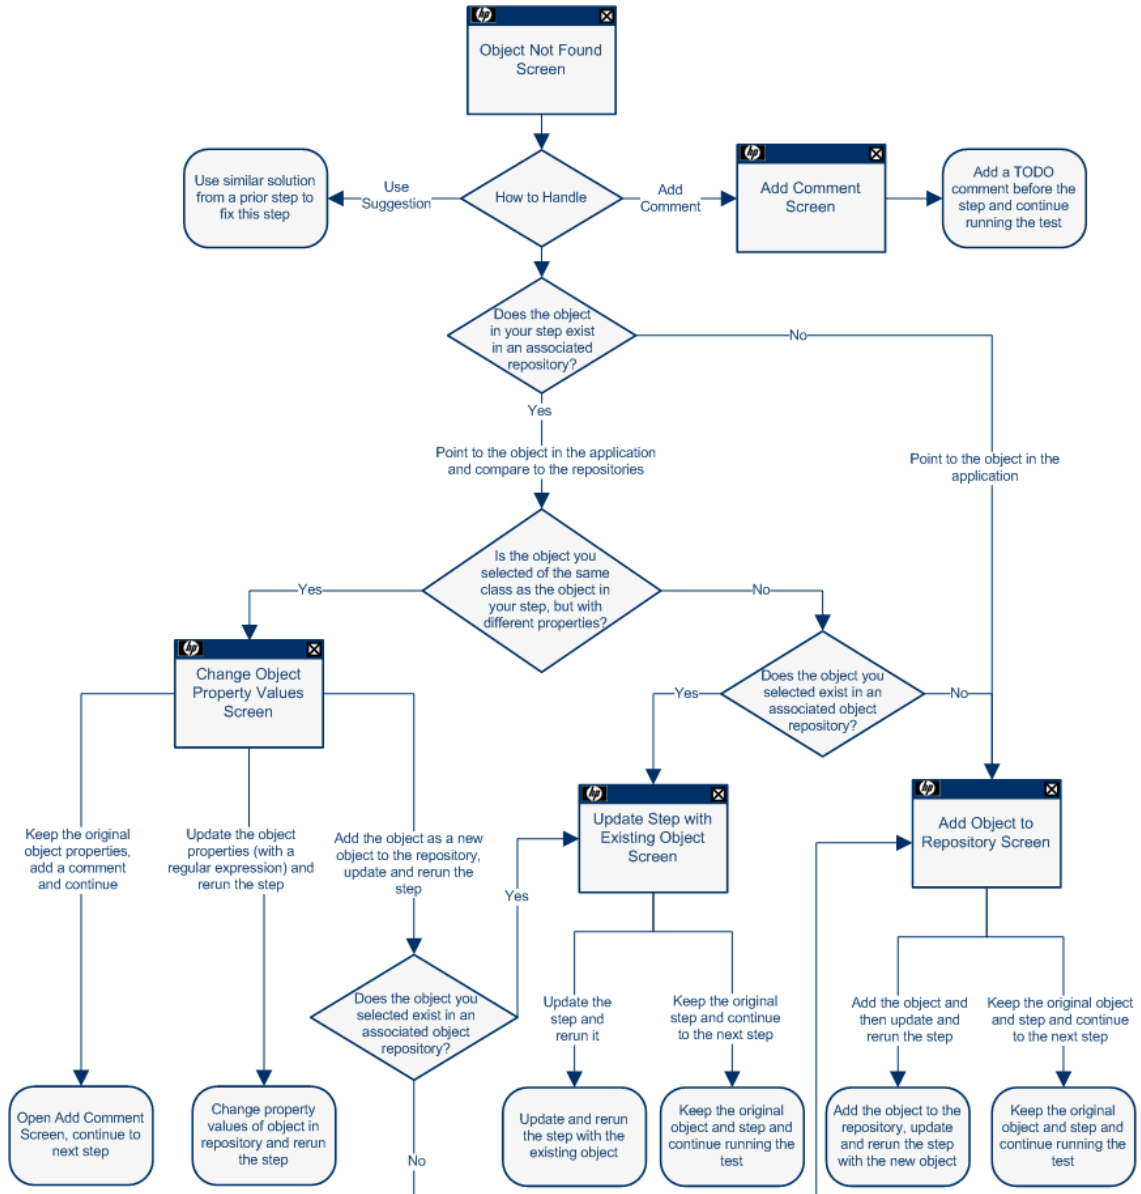 hp
Object Not Found
Screen
Use similar solution
from a prior step to
fix this step
Use
Suggestion
How to Handle
Add
Comment
hp
Add Comment
Screen
Add a TODO
comment before the
step and continue
running the test
Does the object
in your step exist
in an associated
repository?
No
Yes
Point to the object in the application
and compare to the repositories
Point to the object in the
application
Is the object you
selected of the same
class as the object in
your step, but with
different properties?
Yes
No
hp
Change Object
Property Values
Screen
Does the object you
selected exist in an
associated object
repository?
Yes
No
hp
Update Step with
Existing Object
Screen
hp
Add Object to
Repository Screen
Keep the original
object properties,
add a comment
and continue
Update the object
properties (with a
regular expression) and
rerun the step
Add the object as a new
object to the repository,
update and rerun the
step
Yes
Does the object you
selected exist in an
associated object
repository?
Update the
step and
rerun it
Keep the original
step and continue
to the next step
Add the object and
then update and
rerun the step
Keep the original object
and step and continue
to the next step
Open Add Comment
Screen, continue to
next step
Change property
values of object in
repository and rerun
the step
No
Update and rerun
the step with the
existing object
Keep the original
object and step and
continue running the
test
Add the object to the
repository, update
and rerun the step
with the new object
Keep the original
object and step and
continue running the
test